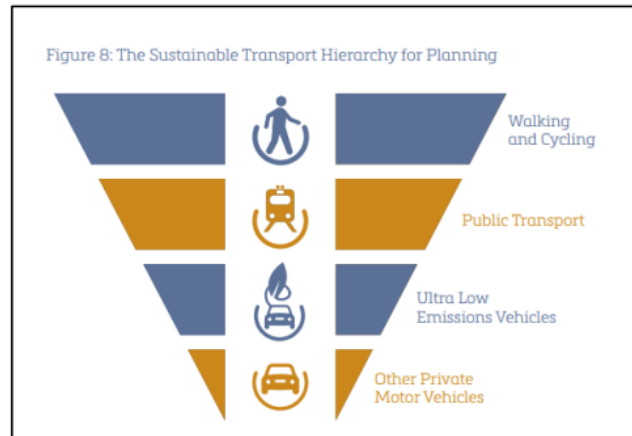 Figure 8: The Sustainable Transport Hierarchy for Planning
Walking
and Cycling
Public Transport
Ultra Low
Emissions Vehicles
Other Private
Motor Vehicles